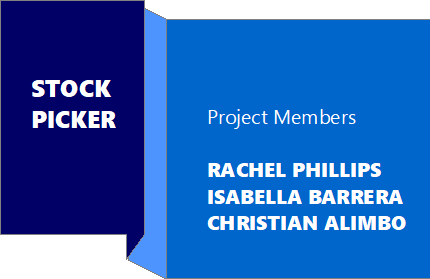 STOCK
PICKER
Project Members
RACHEL PHILLIPS
ISABELLA BARRERA
CHRISTIAN ALIMBO